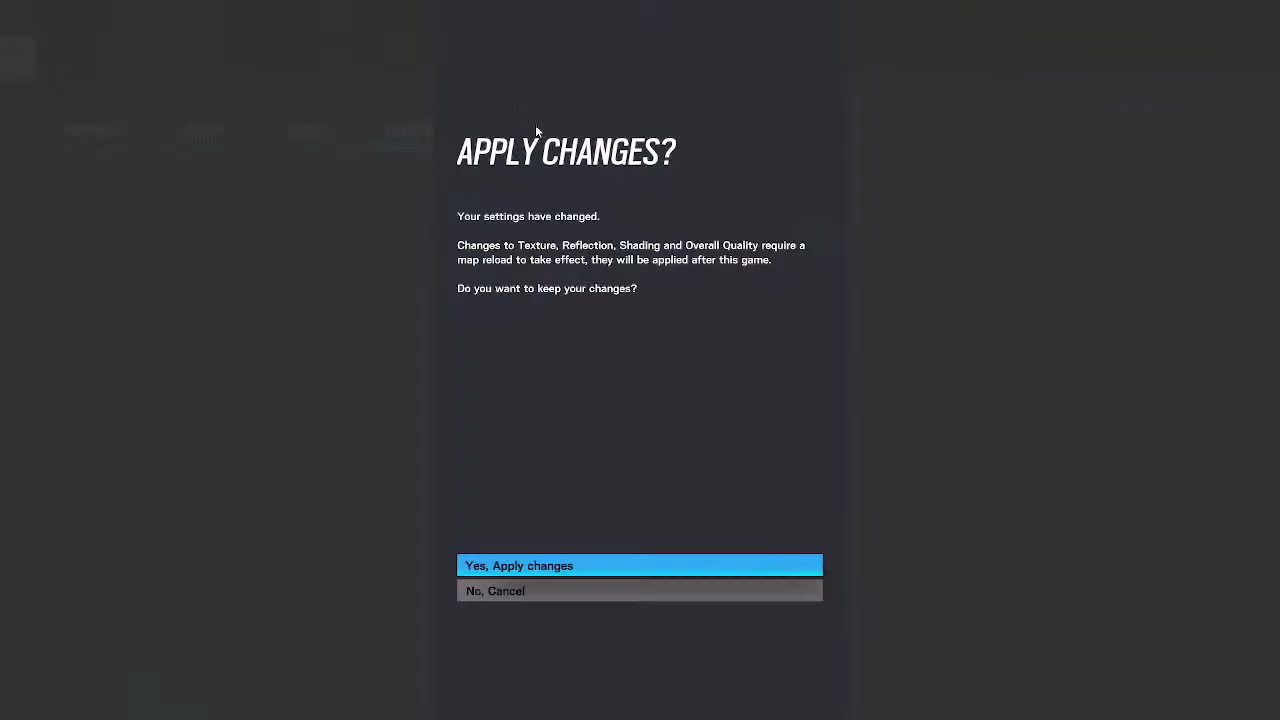 APPLY CHANGES?
Your settings have changed.
Changes to Texture, Reflection, Shading and Overall Quality require a
map reload to take effect, they will be applied after this game.
Do you want to keep your changes?
Yes, Apply changes
No, Cancel